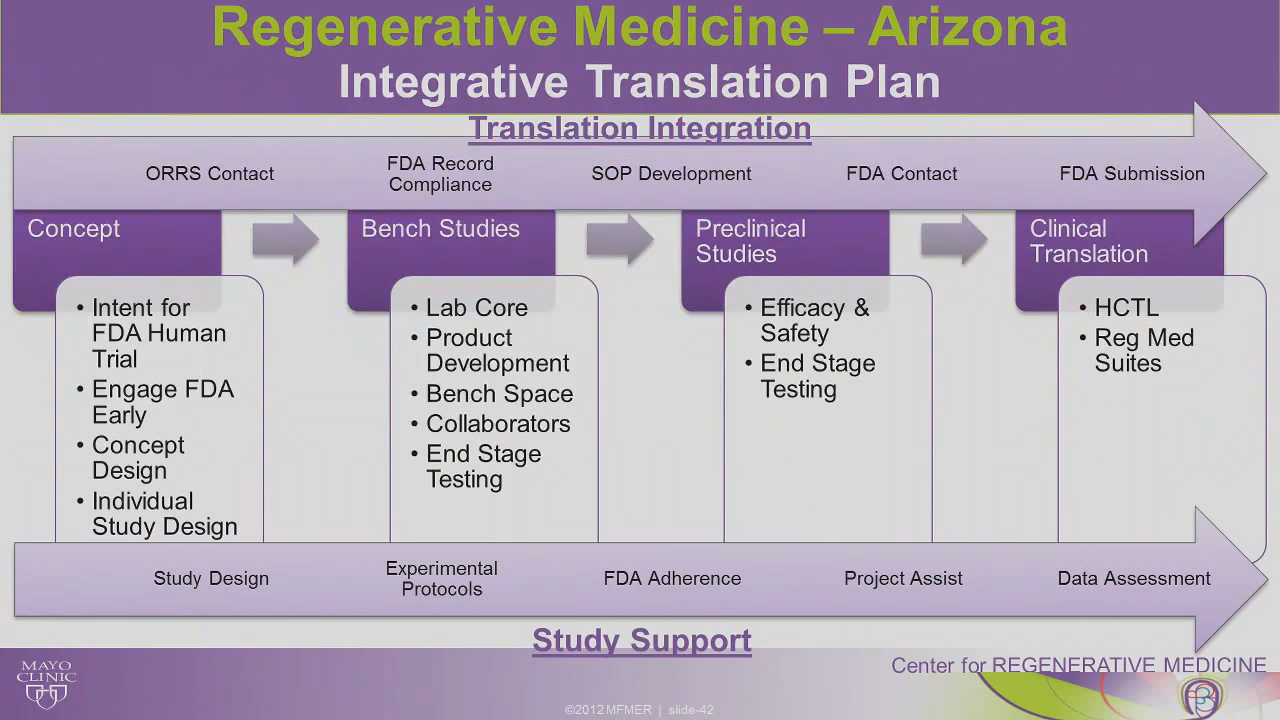 Regenerative Medicine – Arizona
Integrative Translation Plan
Translation Integration
ORRS Contact
FDA Record
Compliance
SOP Development
FDA Contact
FDA Submission
Concept
• Intent for
FDA Human
Trial
• Engage FDA
Early
• Concept
Design
• Individual
Study Design
Bench Studies
• Lab Core
• Product
Development
• Bench Space
• Collaborators
• End Stage
Testing
Preclinical
Studies
• Efficacy &
Safety
• End Stage
Testing
Clinical
Translation
• HCTL
• Reg Med
Suites
Study Design
Experimental
Protocols
FDA Adherence
Project Assist
Data Assessment
Study Support
MAYO
CLINIC
Center for REGENERATIVE MEDICINE
©2012 MFMER | slide-42